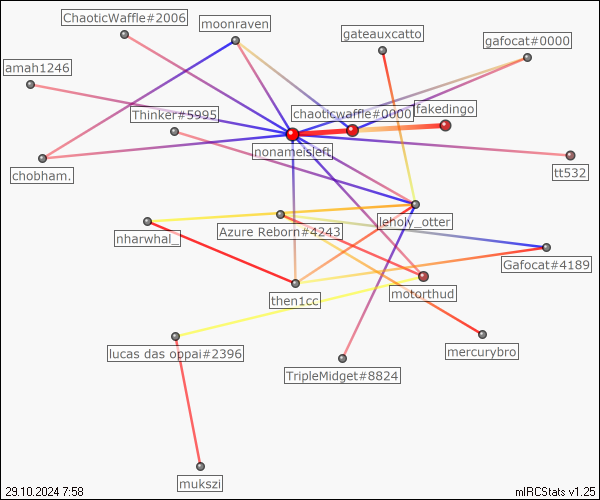 ChaoticWaffle#2006
moonraven
gateauxcatto
gafocat#0000
amah1246
Thinker#5995
chaoticwaffle#0000
fakedingo
nonameisleft
chobham.
tt532
leholy_otter
nharwhal_
Azure Reborn#4243
Gafocat#4189
then1cc
motorthud
lucas das oppai#2396
mercurybro
TripleMidget#8824
mukszi
29.10.2024 7:58
mIRCStats v1.25